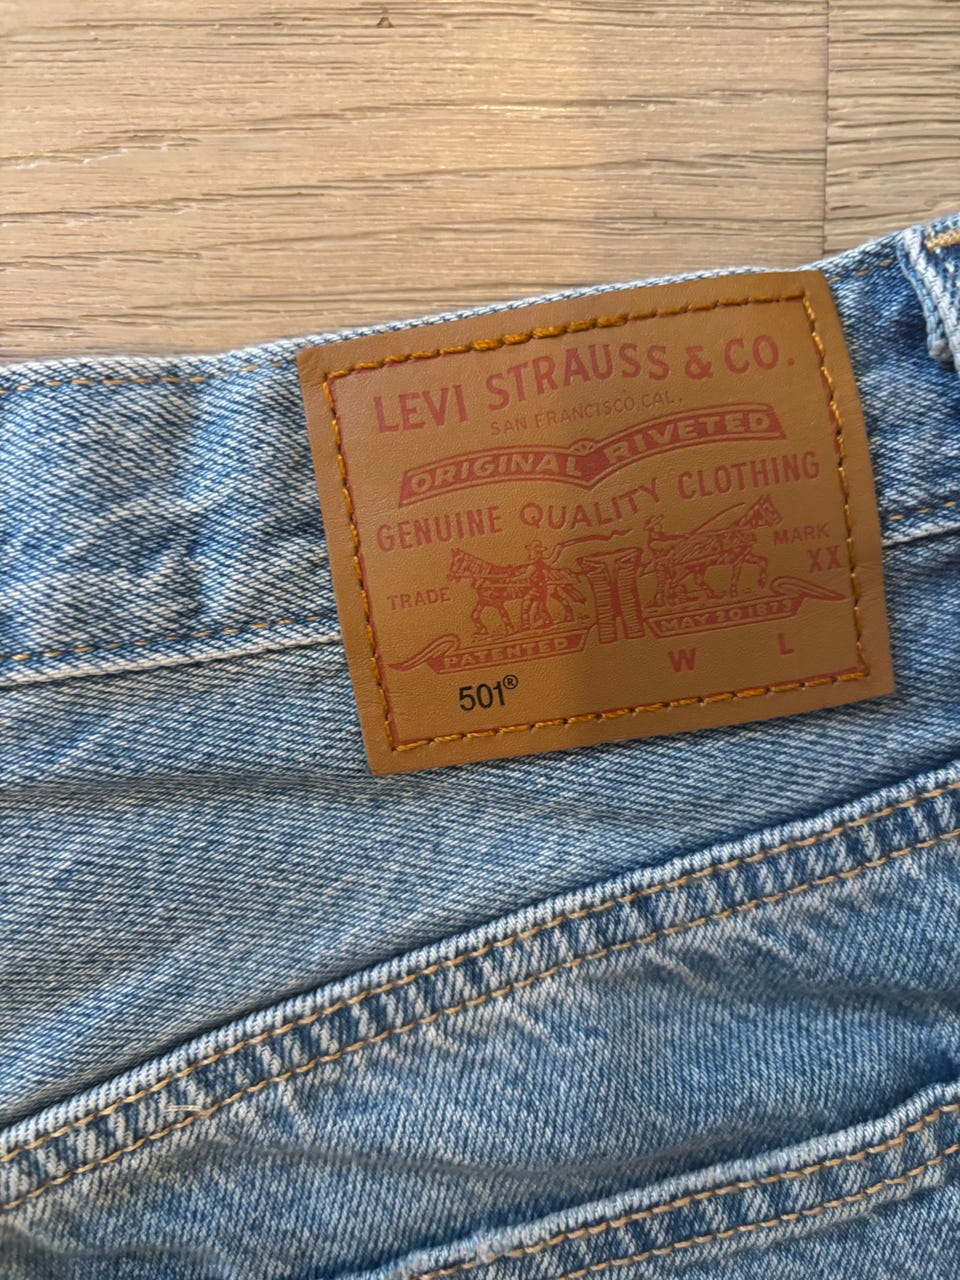 LEVI STRAUSS & CO.
SAN FRANCISCO, CAL.
ORIGINAL RIVETED
GENUINE QUALITY CLOTHING
TRADE MARK
XX
PATENTED MAY 20 1873
W L
501®